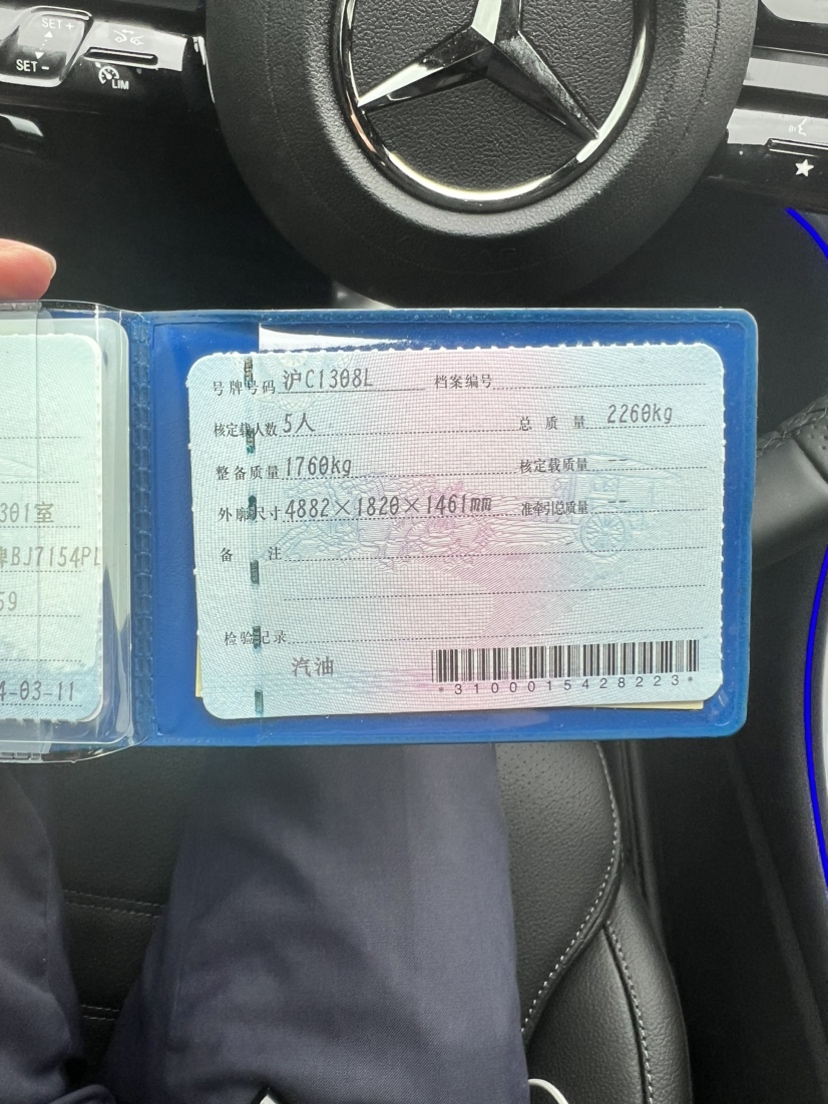 SET +
SET -
LIM
号牌号码 沪C1308L 档案编号
核定载人数 5人 总质量 2260kg
整备质量 1760kg 核定载质量 --
外廓尺寸 4882×1820×1461mm 准牵引总质量 --
备注
检验记录
汽油
*3100015428223*
301室
BJ7154PL
59
4-03-11